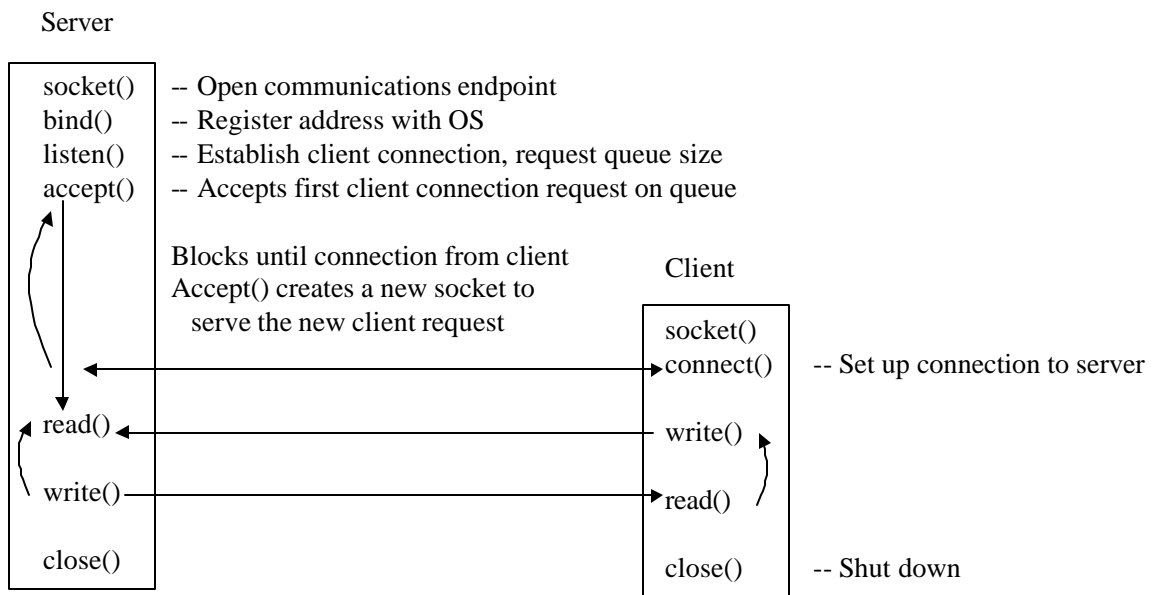 Server
socket() -- Open communications endpoint
bind() -- Register address with OS
listen() -- Establish client connection, request queue size
accept() -- Accepts first client connection request on queue
Blocks until connection from client
Accept() creates a new socket to
serve the new client request
Client
socket()
connect() -- Set up connection to server
read()
write()
write()
read()
close()
close() -- Shut down